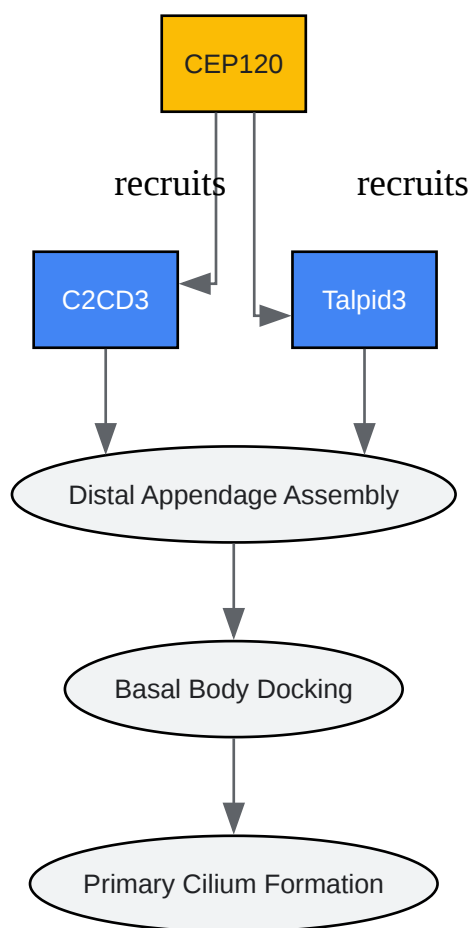 CEP120
recruits
recruits
C2CD3
Talpid3
Distal Appendage Assembly
Basal Body Docking
Primary Cilium Formation